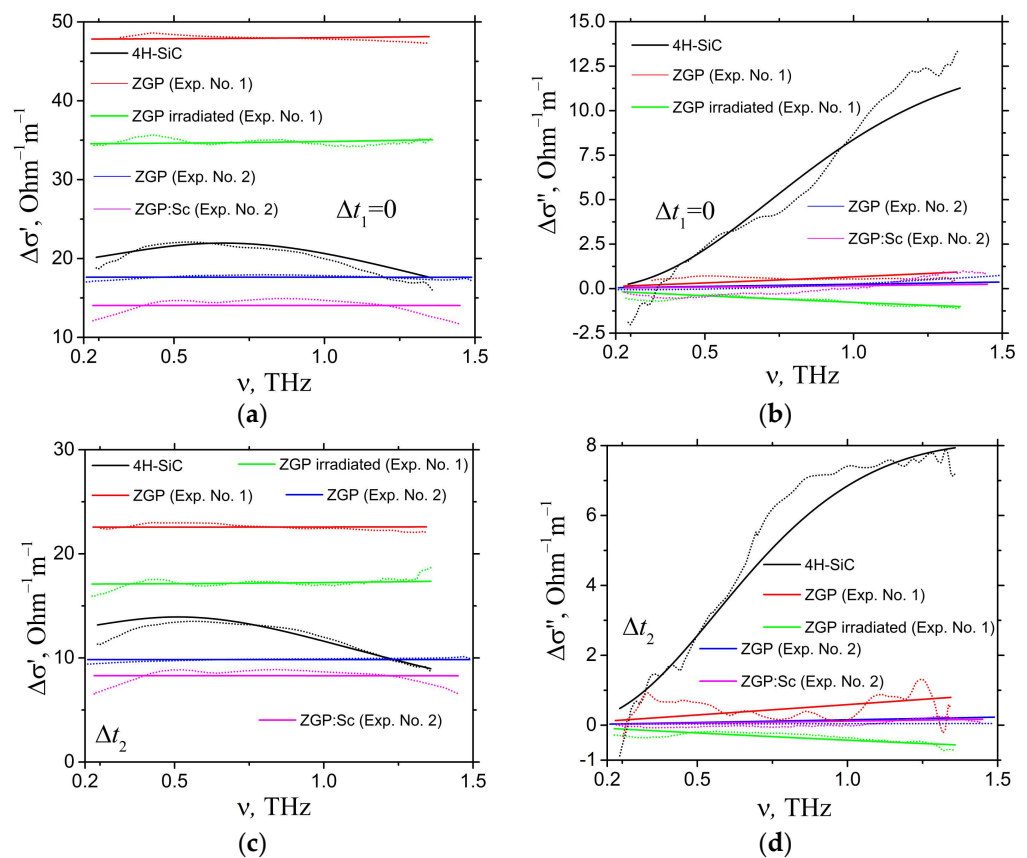 50
40
30
20
10
Δσ′, Ohm⁻¹m⁻¹
4H-SiC
ZGP (Exp. No. 1)
ZGP irradiated (Exp. No. 1)
ZGP (Exp. No. 2)
ZGP:Sc (Exp. No. 2)
Δt₁=0
0.2 0.5 1.0 1.5
ν, THz
(a)
12.5
10.0
7.5
5.0
2.5
0.0
-2.5
Δσ″, Ohm⁻¹m⁻¹
4H-SiC
ZGP (Exp. No. 1)
ZGP irradiated (Exp. No. 1)
Δt₁=0
ZGP (Exp. No. 2)
ZGP:Sc (Exp. No. 2)
0.2 0.5 1.0 1.5
ν, THz
(b)
30
20
10
0
Δσ′, Ohm⁻¹m⁻¹
4H-SiC ZGP irradiated (Exp. No. 1)
ZGP (Exp. No. 1) ZGP (Exp. No. 2)
ZGP:Sc (Exp. No. 2)
Δt₂
0.2 0.5 1.0 1.5
ν, THz
(c)
8
6
4
2
0
-1
Δσ″, Ohm⁻¹m⁻¹
4H-SiC
ZGP (Exp. No. 1)
ZGP irradiated (Exp. No. 1)
Δt₂
ZGP (Exp. No. 2)
ZGP:Sc (Exp. No. 2)
0.2 0.5 1.0 1.5
ν, THz
(d)